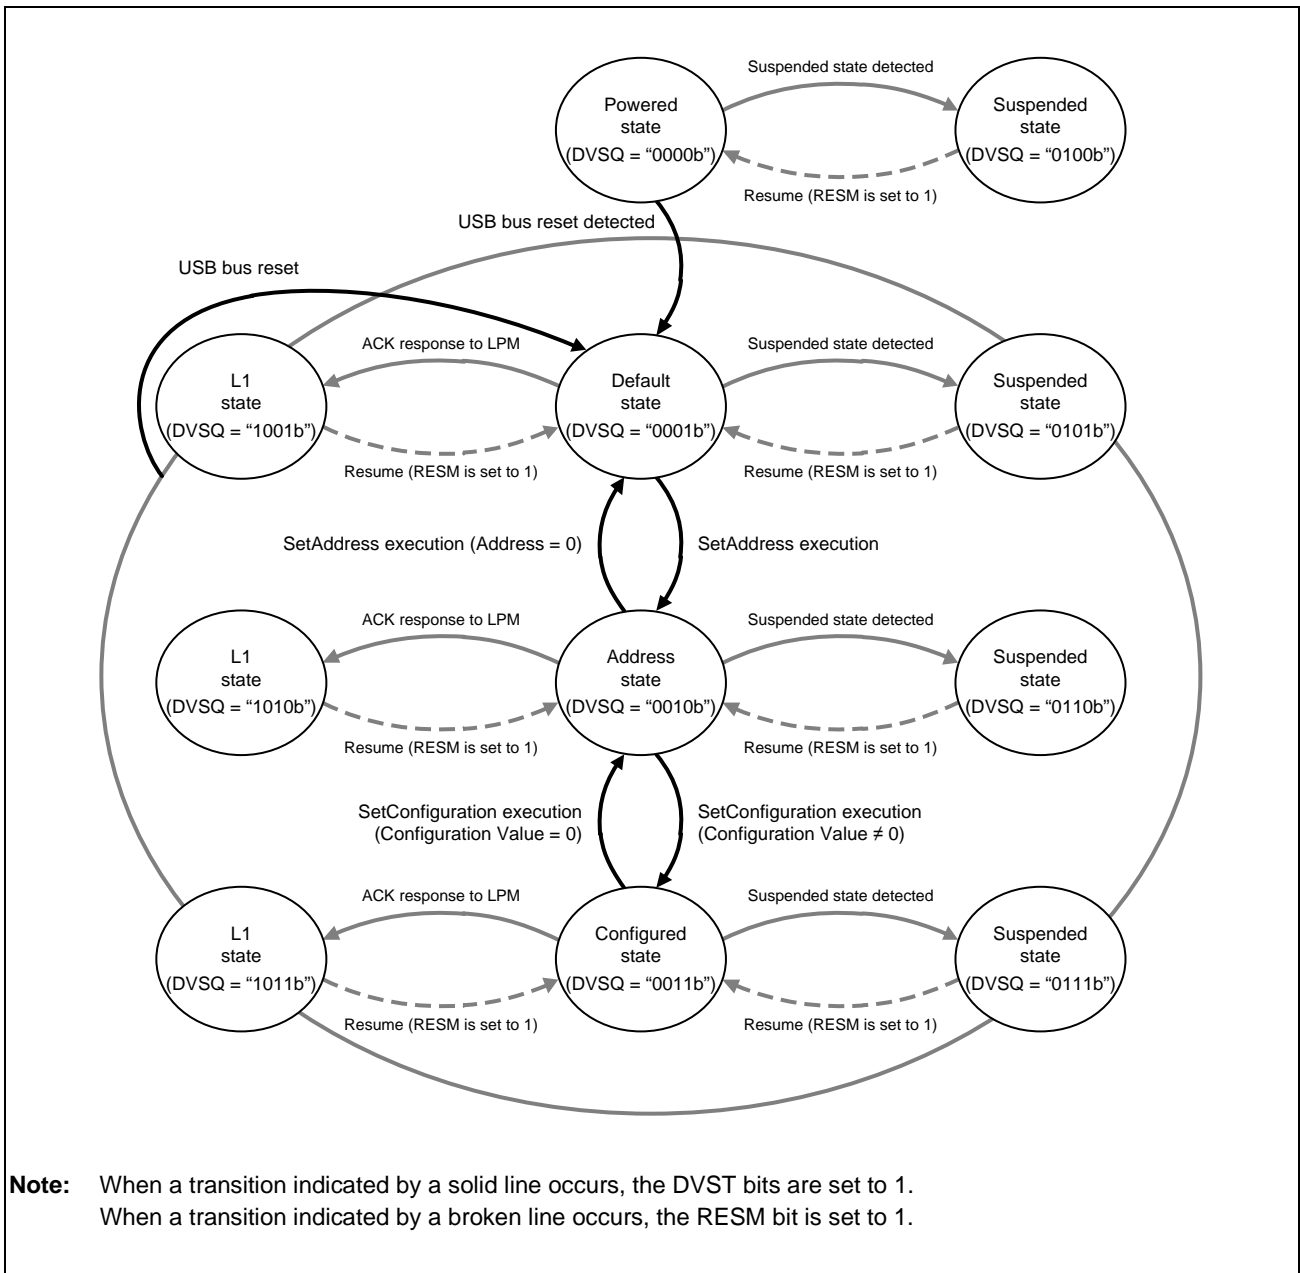 Suspended state detected
Powered
state
(DVSQ = “0000b”)
Suspended
state
(DVSQ = “0100b”)
Resume (RESM is set to 1)
USB bus reset detected
USB bus reset
ACK response to LPM
Suspended state detected
L1
state
(DVSQ = “1001b”)
Default
state
(DVSQ = “0001b”)
Suspended
state
(DVSQ = “0101b”)
Resume (RESM is set to 1)
Resume (RESM is set to 1)
SetAddress execution (Address = 0)
SetAddress execution
ACK response to LPM
Suspended state detected
L1
state
(DVSQ = “1010b”)
Address
state
(DVSQ = “0010b”)
Suspended
state
(DVSQ = “0110b”)
Resume (RESM is set to 1)
Resume (RESM is set to 1)
SetConfiguration execution
(Configuration Value = 0)
SetConfiguration execution
(Configuration Value ≠ 0)
ACK response to LPM
Suspended state detected
L1
state
(DVSQ = “1011b”)
Configured
state
(DVSQ = “0011b”)
Suspended
state
(DVSQ = “0111b”)
Resume (RESM is set to 1)
Resume (RESM is set to 1)
Note: When a transition indicated by a solid line occurs, the DVST bits are set to 1.
When a transition indicated by a broken line occurs, the RESM bit is set to 1.